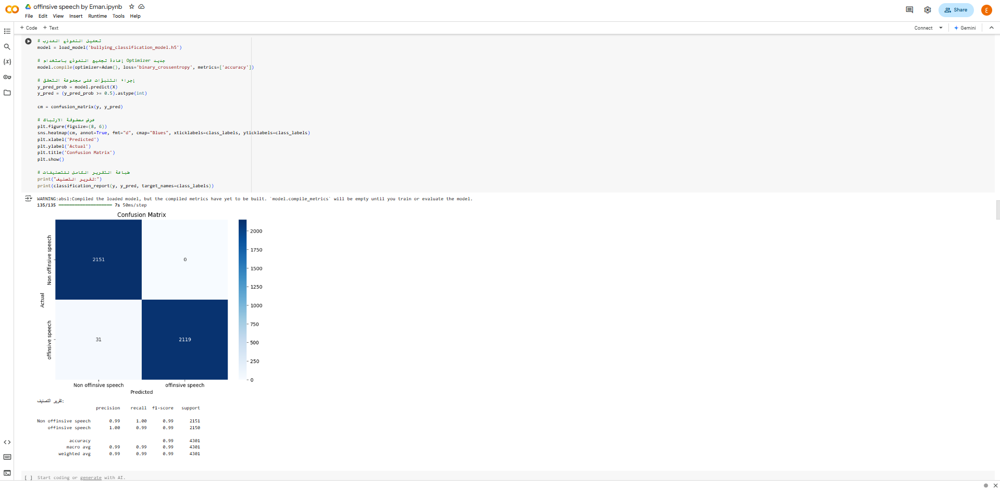 offinsive speech by Eman.ipynb
File Edit View Insert Runtime Tools Help
Share
ع
+ Code + Text
Connect
Gemini
# تحميل النموذج المدرب
model = load_model('bullying_classification_model.h5')
# إعادة تجميع النموذج باستخدام Optimizer جديد
model.compile(optimizer=Adam(), loss='binary_crossentropy', metrics=['accuracy'])
# إجراء التنبؤات على مجموعة التحقق
y_pred_prob = model.predict(X)
y_pred = (y_pred_prob >= 0.5).astype(int)
cm = confusion_matrix(y, y_pred)
# عرض مصفوفة الارتباك
plt.figure(figsize=(8, 6))
sns.heatmap(cm, annot=True, fmt="d", cmap="Blues", xticklabels=class_labels, yticklabels=class_labels)
plt.xlabel('Predicted')
plt.ylabel('Actual')
plt.title('Confusion Matrix')
plt.show()
# طباعة التقرير الكامل للتصنيفات
print("تقرير التصنيف:")
print(classification_report(y, y_pred, target_names=class_labels))
WARNING:absl:Compiled the loaded model, but the compiled metrics have yet to be built. `model.compile_metrics` will be empty until you train or evaluate the model.
135/135 7s 50ms/step
Confusion Matrix
2151 0
31 2119
Non offinsive speech
offinsive speech
Actual
2000
1750
1500
1250
1000
750
500
250
0
Non offinsive speech offinsive speech
Predicted
تقرير التصنيف:
precision recall f1-score support
Non offinsive speech 0.99 1.00 0.99 2151
offinsive speech 1.00 0.99 0.99 2150
accuracy 0.99 4301
macro avg 0.99 0.99 0.99 4301
weighted avg 0.99 0.99 0.99 4301
[ ] Start coding or generate with AI.